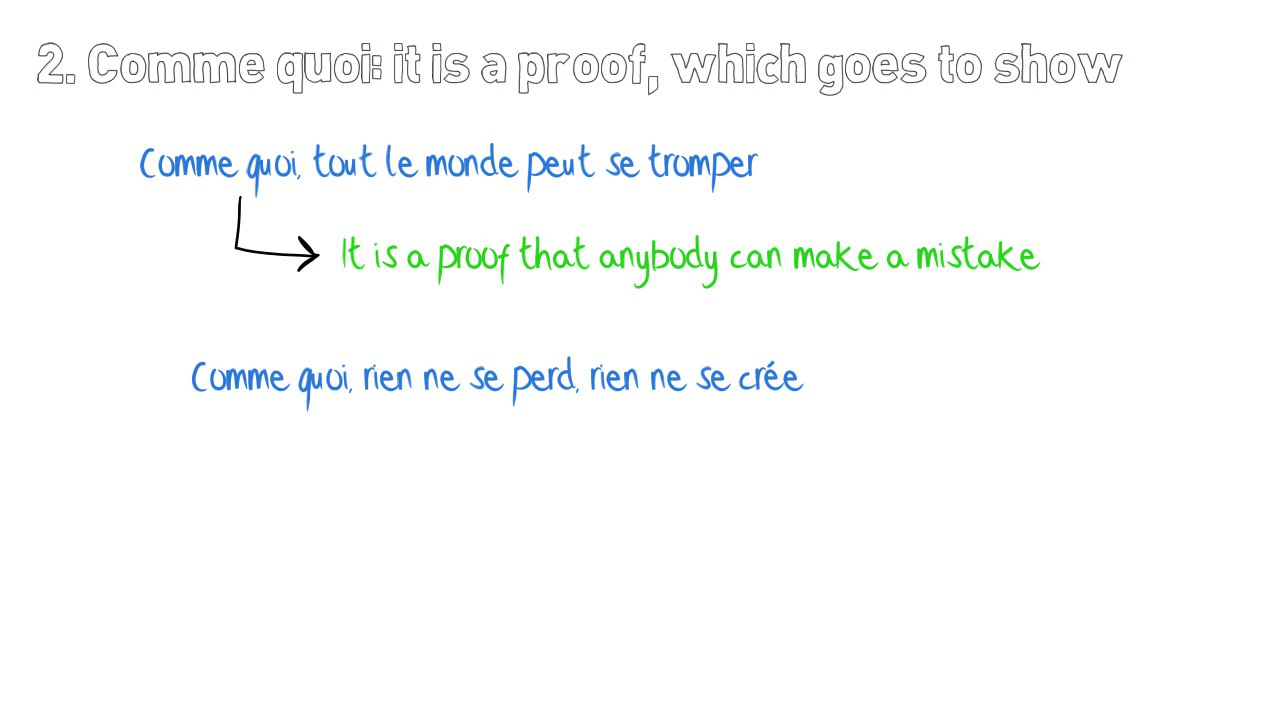 2. Comme quoi: it is a proof, which goes to show
Comme quoi, tout le monde peut se tromper
It is a proof that anybody can make a mistake
Comme quoi, rien ne se perd, rien ne se crée